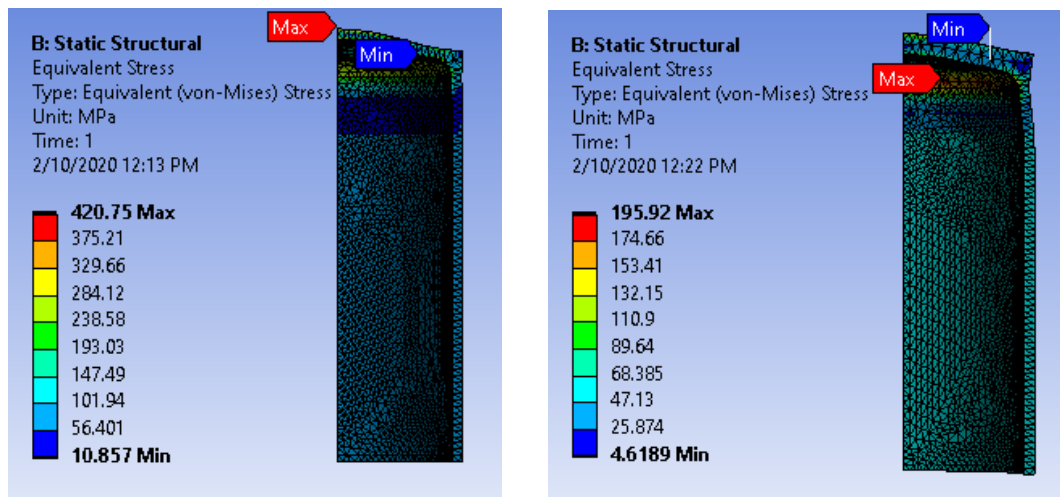 Max
Min
B: Static Structural
Equivalent Stress
Type: Equivalent (von-Mises) Stress
Unit: MPa
Time: 1
2/10/2020 12:13 PM
420.75 Max
375.21
329.66
284.12
238.58
193.03
147.49
101.94
56.401
10.857 Min
Min
B: Static Structural
Equivalent Stress
Max
Type: Equivalent (von-Mises) Stress
Unit: MPa
Time: 1
2/10/2020 12:22 PM
195.92 Max
174.66
153.41
132.15
110.9
89.64
68.385
47.13
25.874
4.6189 Min